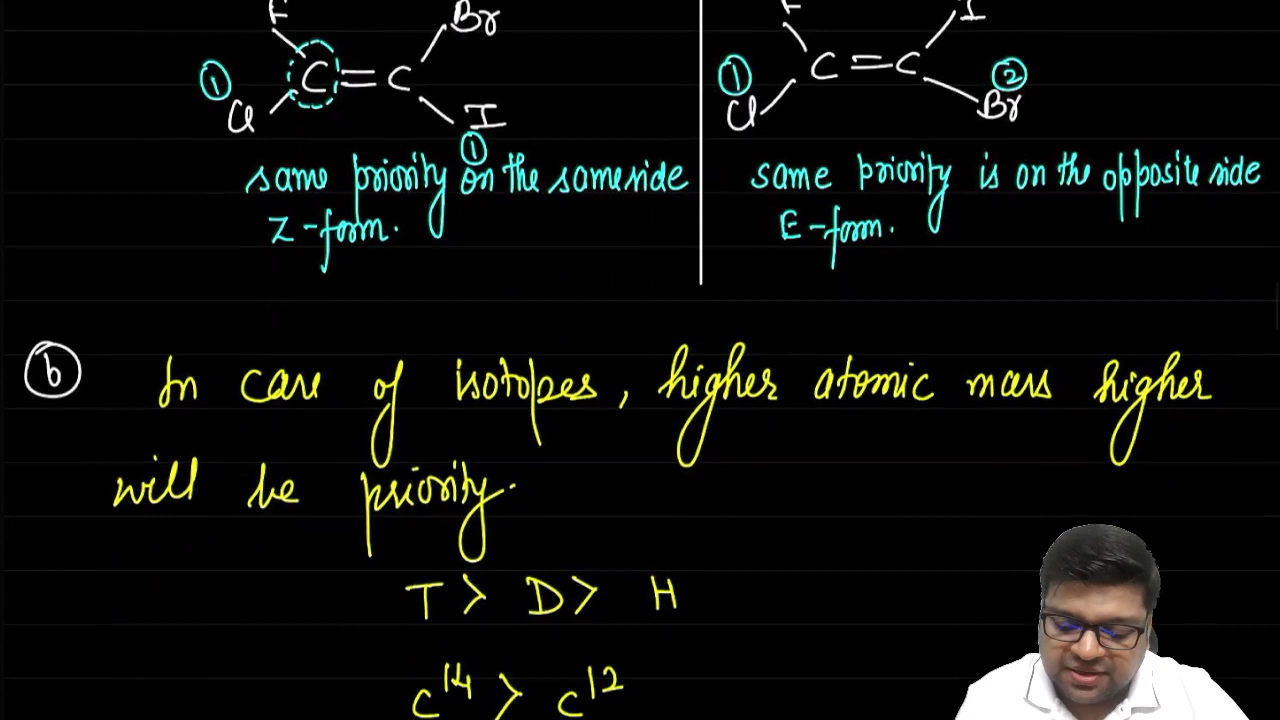 F Br
① C = C
Cl I
①
same priority on the same side
Z-form.
F I
① C = C ②
Cl Br
same priority is on the opposite side
E-form.
ⓑ In case of isotopes, higher atomic mass higher
will be priority.
T > D > H
C¹⁴ > C¹²